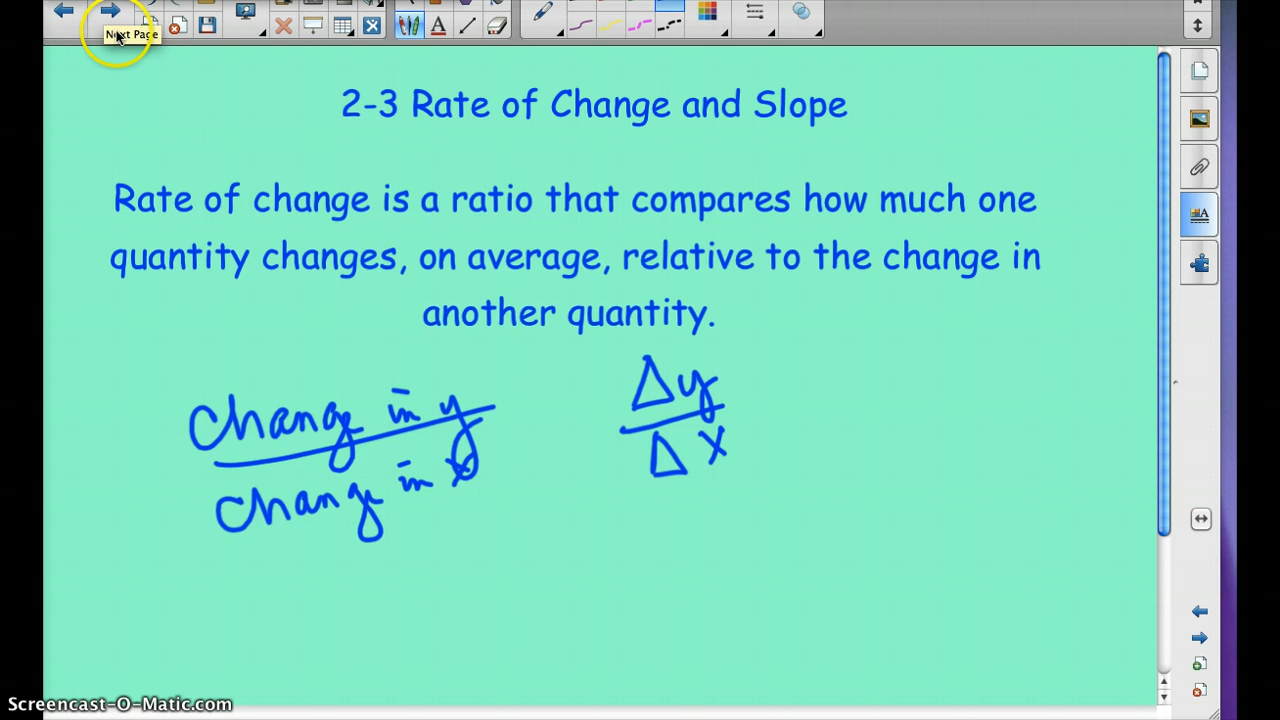 Next Page
2-3 Rate of Change and Slope
Rate of change is a ratio that compares how much one
quantity changes, on average, relative to the change in
another quantity.
Change in y
Change in x
Δy
Δx
Screencast-O-Matic.com